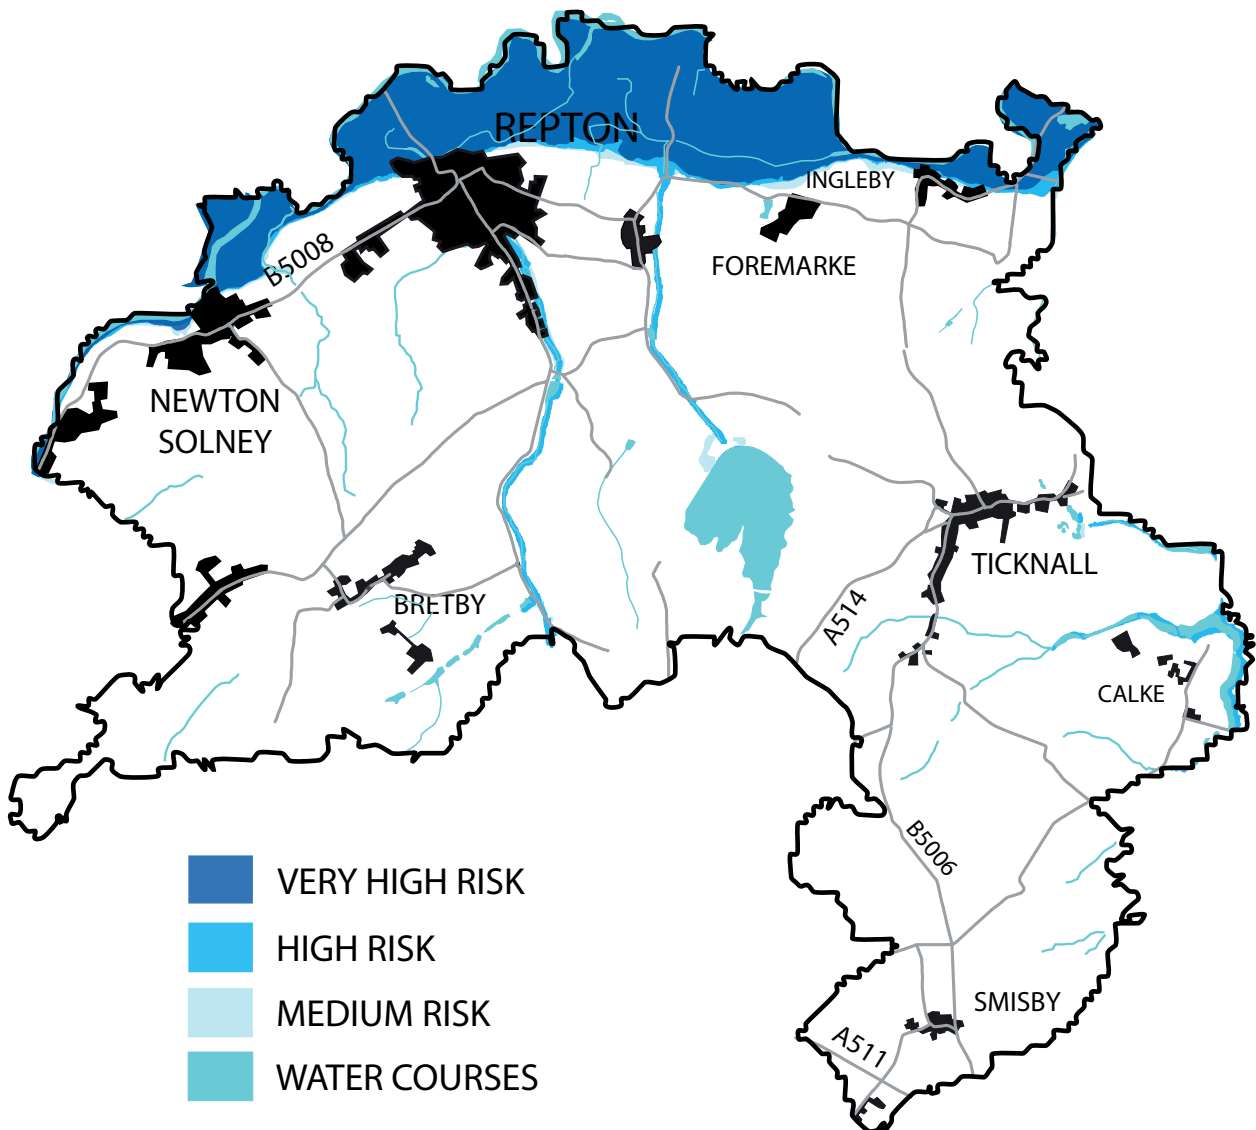 REPTON
INGLEBY
B5008
FOREMARKE
NEWTON
SOLNEY
TICKNALL
BRETBY
A514
CALKE
B5006
VERY HIGH RISK
HIGH RISK
MEDIUM RISK
WATER COURSES
SMISBY
A511